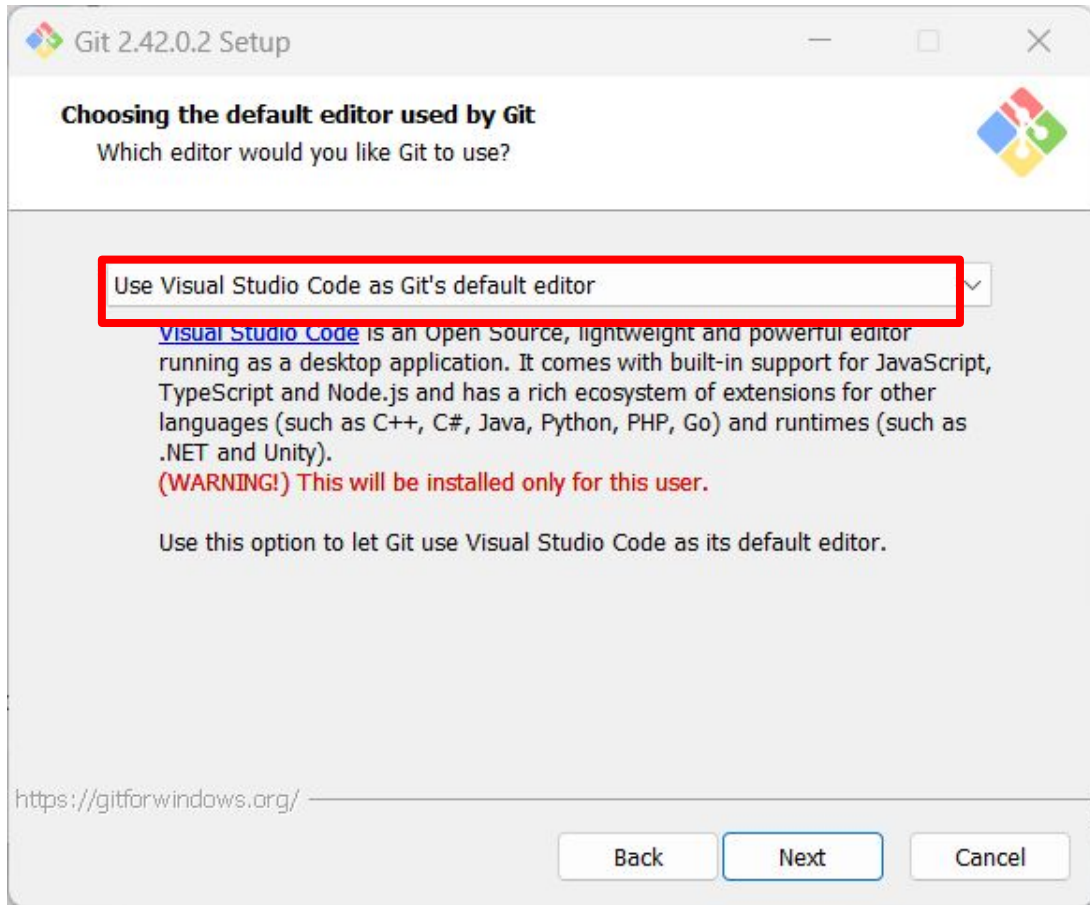 Git 2.42.0.2 Setup
Choosing the default editor used by Git
Which editor would you like Git to use?
Use Visual Studio Code as Git's default editor
Visual Studio Code is an Open Source, lightweight and powerful editor
running as a desktop application. It comes with built-in support for JavaScript,
TypeScript and Node.js and has a rich ecosystem of extensions for other
languages (such as C++, C#, Java, Python, PHP, Go) and runtimes (such as
.NET and Unity).
(WARNING!) This will be installed only for this user.
Use this option to let Git use Visual Studio Code as its default editor.
https://gitforwindows.org/
Back Next Cancel